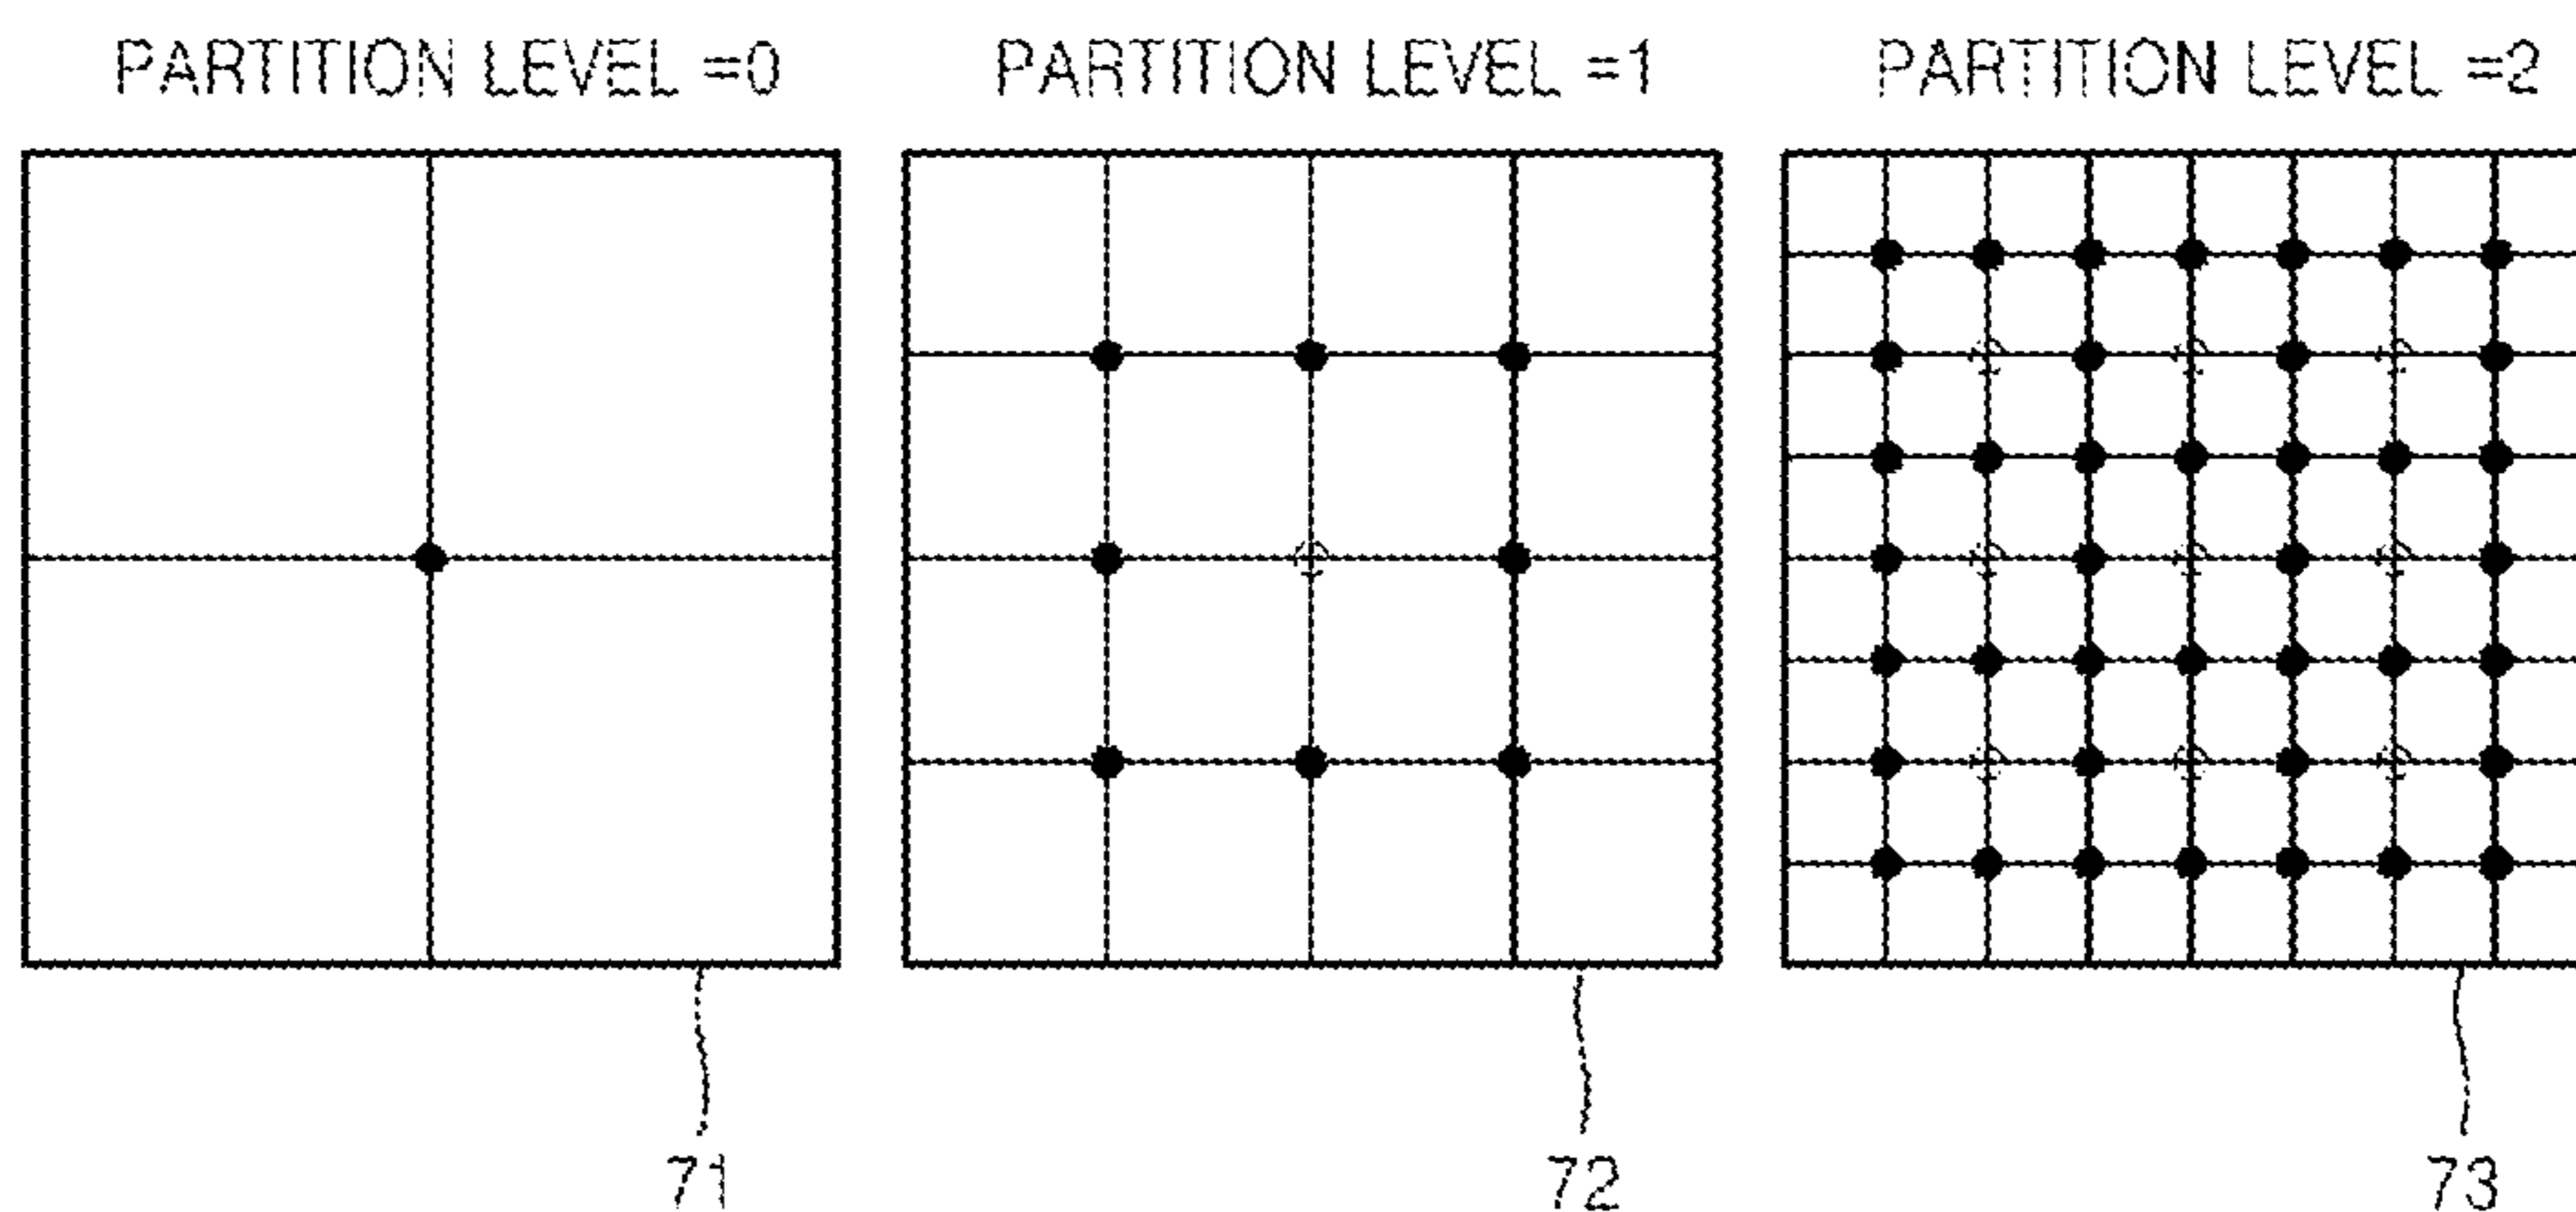 PARTITION LEVEL =0 PARTITION LEVEL =1 PARTITION LEVEL =2
71 72 73